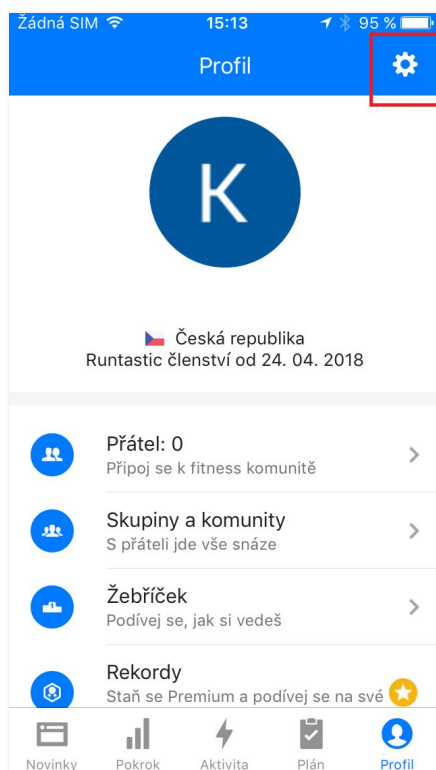 Žádná SIM 15:13 95 %
Profil
K
Česká republika
Runtastic členství od 24. 04. 2018
Přátel: 0
Připoj se k fitness komunitě
Skupiny a komunity
S přáteli jde vše snáze
Žebříček
Podívej se, jak si vedeš
Rekordy
Staň se Premium a podívej se na své
Novinky Pokrok Aktivita Plán Profil